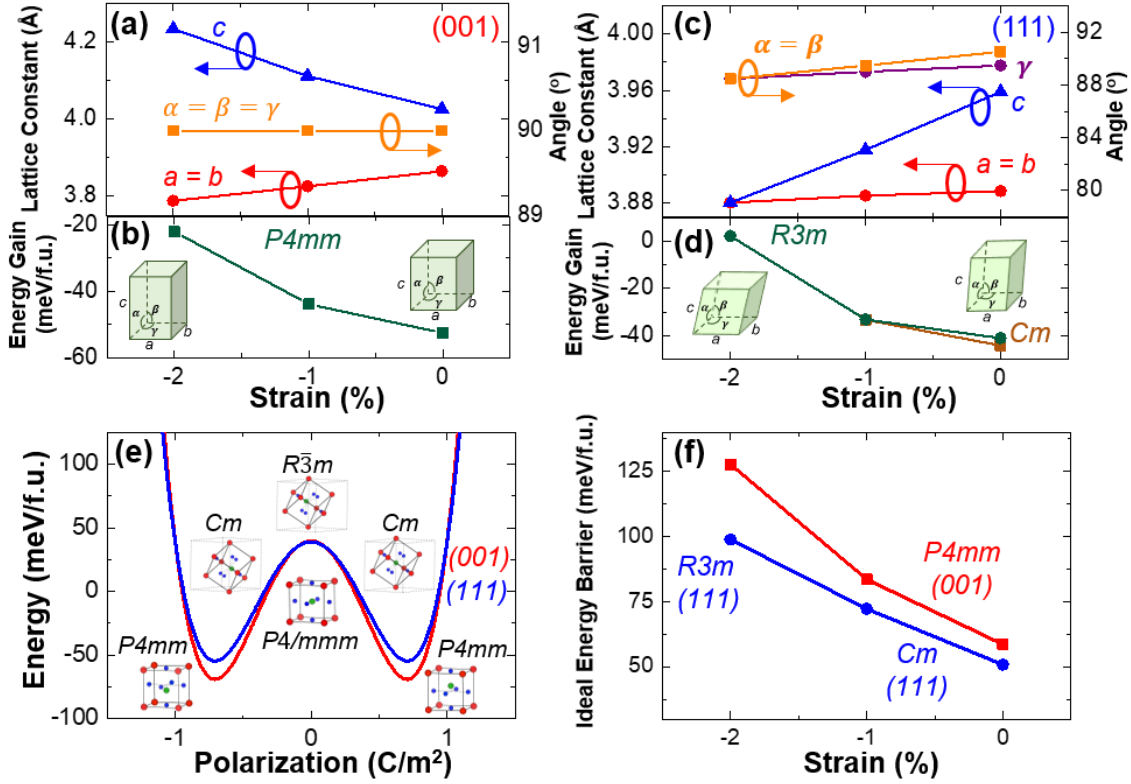 (a)
(001)
c
α = β = γ
a = b
4.2
4.0
3.8
Lattice Constant (Å)
91
90
89
Angle (º)
(b)
P4mm
-20
-40
-60
Energy Gain
(meV/f.u.)
c
α
β
γ
a
b
c
α
β
γ
a
b
-2
-1
0
Strain (%)
(c)
(111)
α = β
γ
c
a = b
4.00
3.96
3.92
3.88
Lattice Constant (Å)
92
88
84
80
Angle (º)
(d)
R3m
Cm
0
-20
-40
Energy Gain
(meV/f.u.)
c
α
β
γ
a
b
c
α
β
γ
a
b
-2
-1
0
Strain (%)
(e)
R3̅m
Cm
Cm
(001)
(111)
P4/mmm
P4mm
P4mm
100
50
0
-50
-100
Energy (meV/f.u.)
-1
0
1
Polarization (C/m²)
(f)
P4mm
(001)
R3m
(111)
Cm
(111)
125
100
75
50
Ideal Energy Barrier (meV/f.u.)
-2
-1
0
Strain (%)